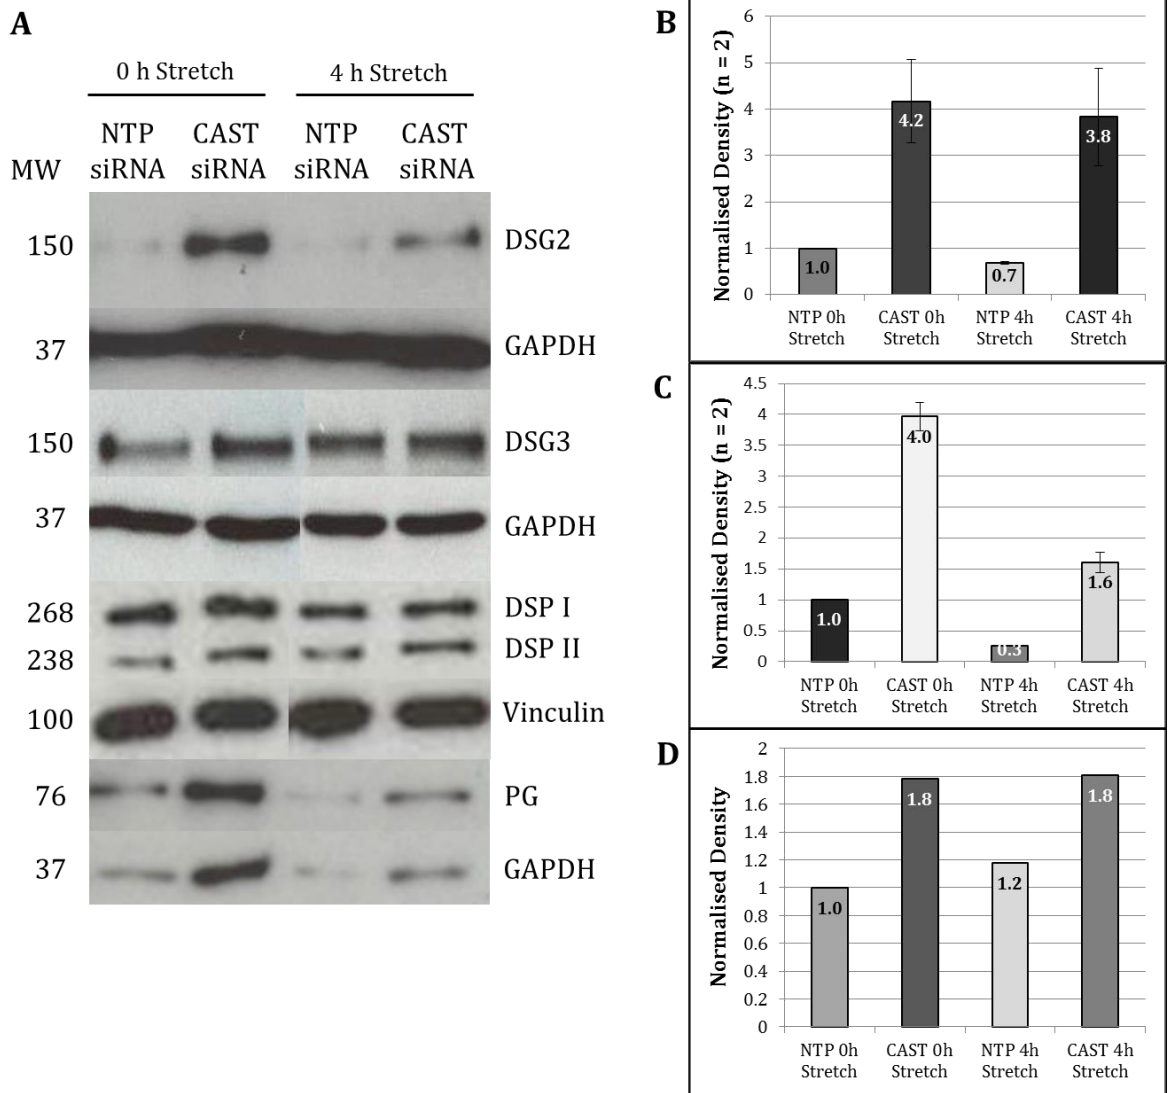 A
0 h Stretch 4 h Stretch
NTP CAST NTP CAST
MW siRNA siRNA siRNA siRNA
150 DSG2
37 GAPDH
150 DSG3
37 GAPDH
268 DSP I
238 DSP II
100 Vinculin
76 PG
37 GAPDH
B
Normalised Density (n = 2)
6
5
4
3
2
1
0
1.0
4.2
0.7
3.8
NTP 0h CAST 0h NTP 4h CAST 4h
Stretch Stretch Stretch Stretch
C
Normalised Density (n = 2)
4.5
4
3.5
3
2.5
2
1.5
1
0.5
0
1.0
4.0
0.3
1.6
NTP 0h CAST 0h NTP 4h CAST 4h
Stretch Stretch Stretch Stretch
D
Normalised Density
2
1.8
1.6
1.4
1.2
1
0.8
0.6
0.4
0.2
0
1.0
1.8
1.2
1.8
NTP 0h CAST 0h NTP 4h CAST 4h
Stretch Stretch Stretch Stretch